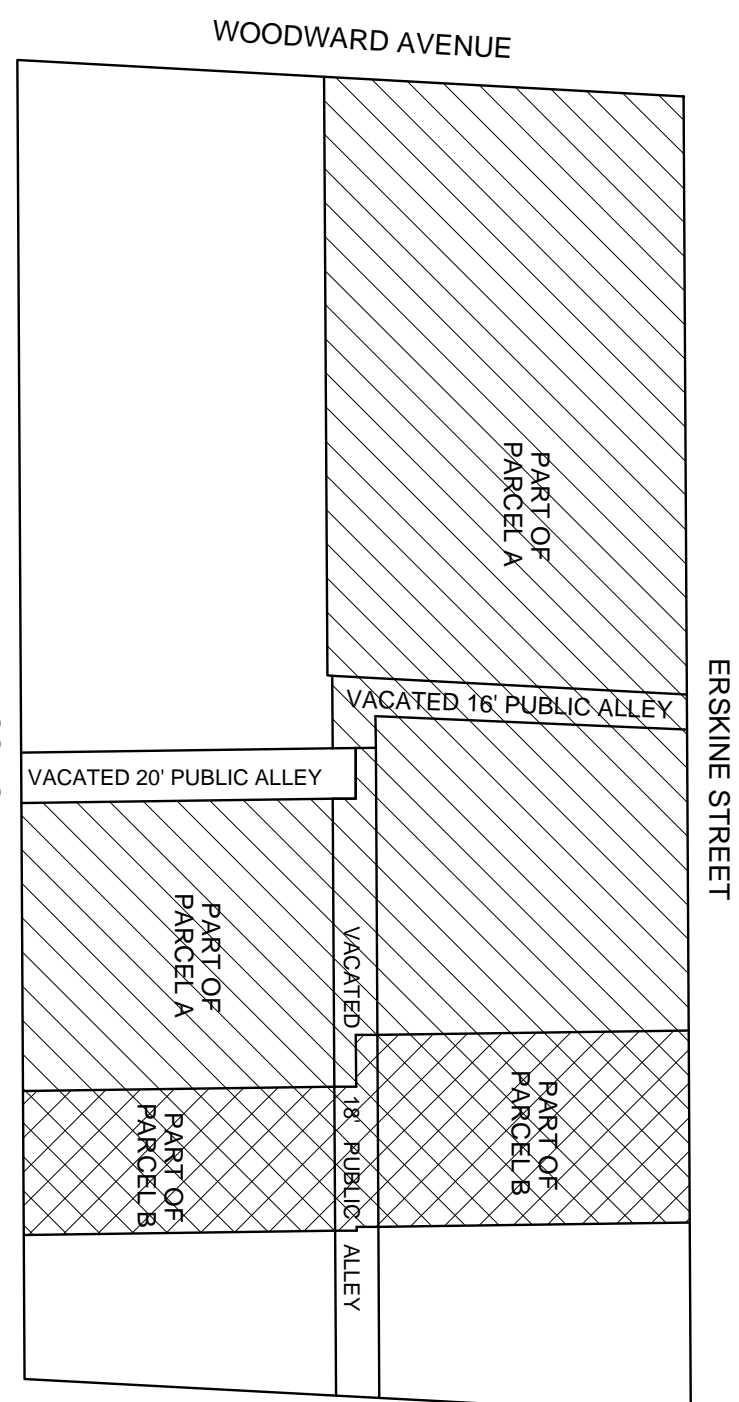 WOODWARD AVENUE
PART OF
PARCEL A
ERSKINE STREET
VACATED 16' PUBLIC ALLEY
VACATED 20' PUBLIC ALLEY
PART OF
PARCEL A
VACATED 18' PUBLIC ALLEY
PART OF
PARCEL B
PART OF
PARCEL B